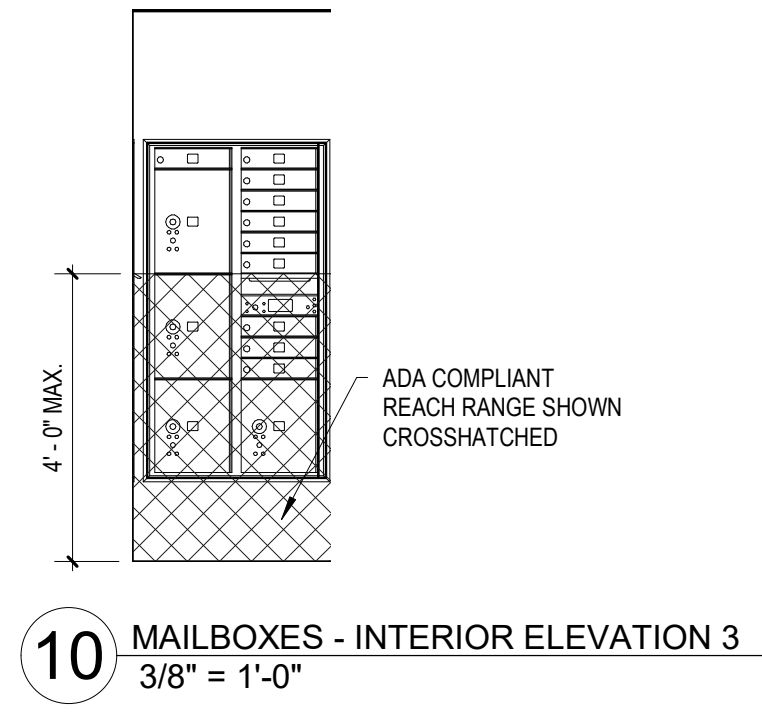 4' - 0" MAX.
ADA COMPLIANT
REACH RANGE SHOWN
CROSSHATCHED
10
MAILBOXES - INTERIOR ELEVATION 3
3/8" = 1'-0"